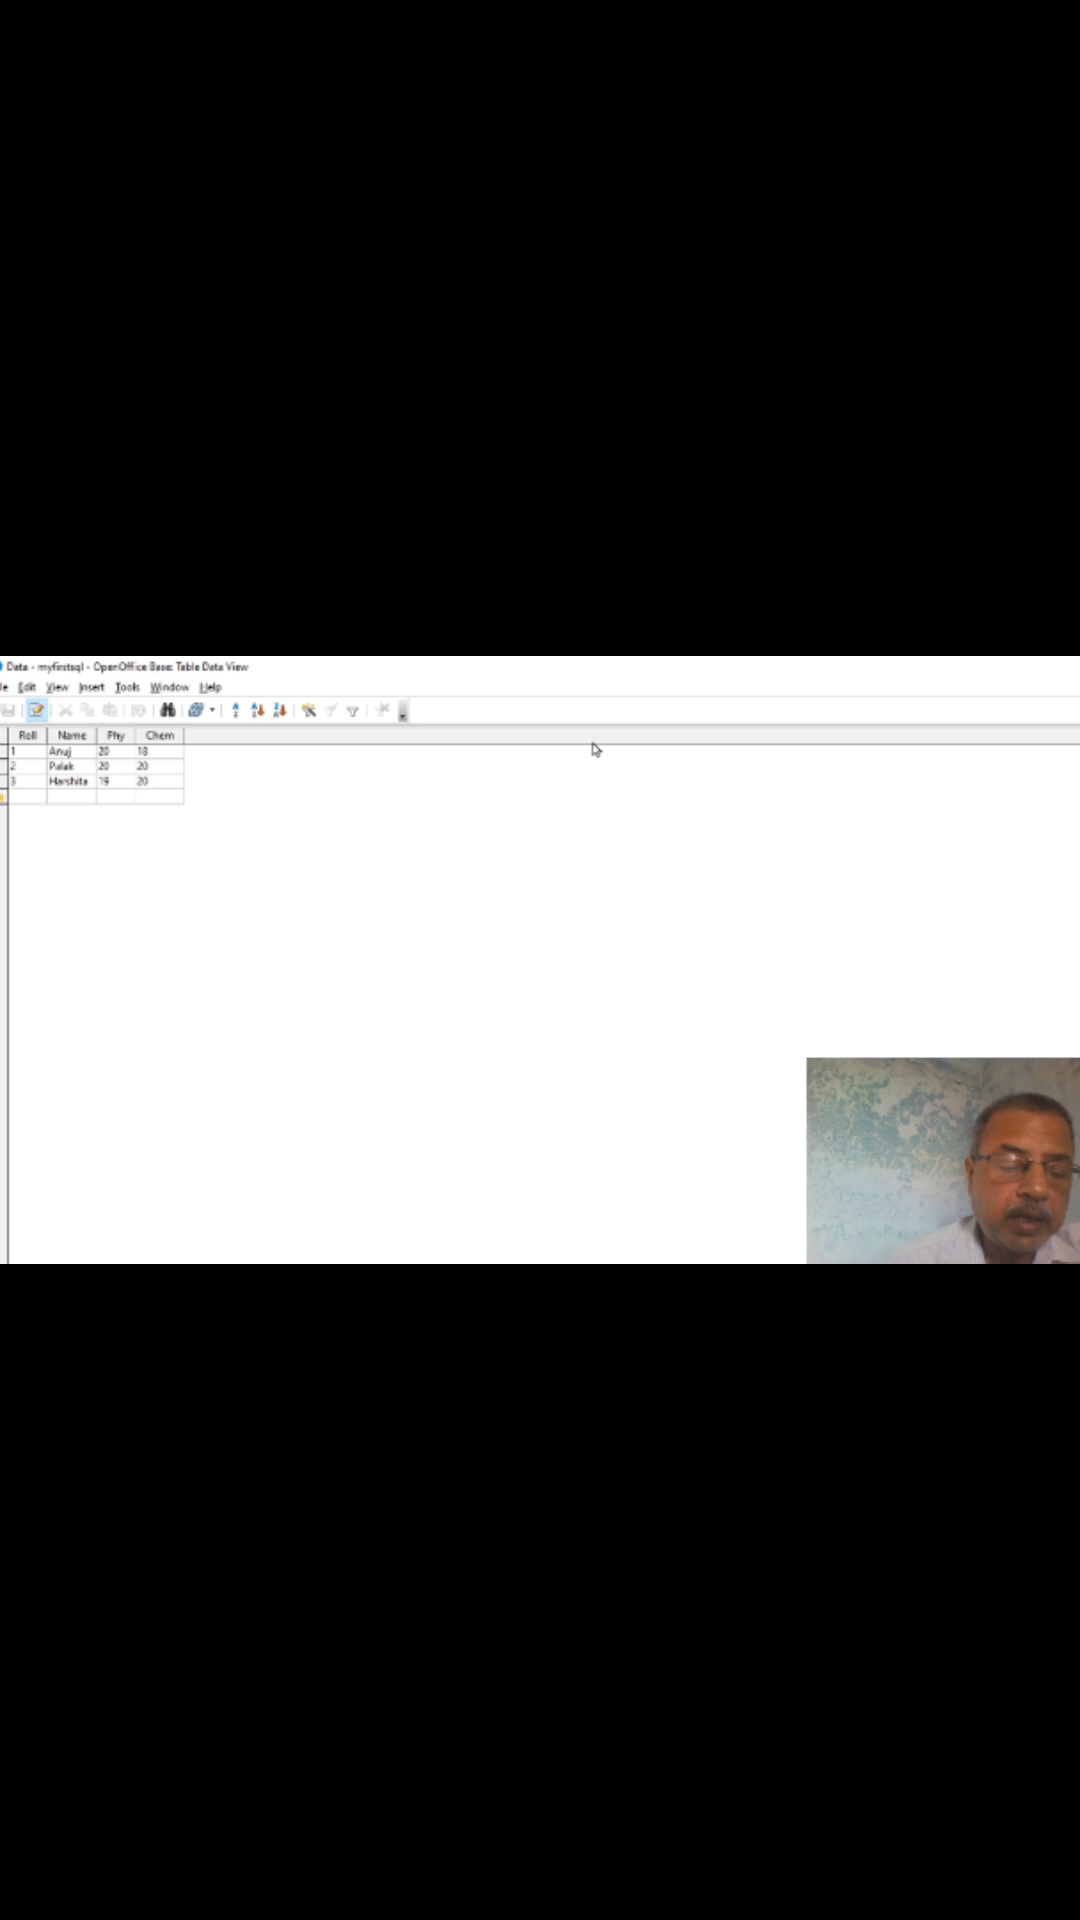 Data - myfirstsql - OpenOffice Base: Table Data View
Edit View Insert Tools Window Help
Roll Name Phy Chem
1 Anuj 20 18
2 Palak 20 20
3 Harshita 19 20